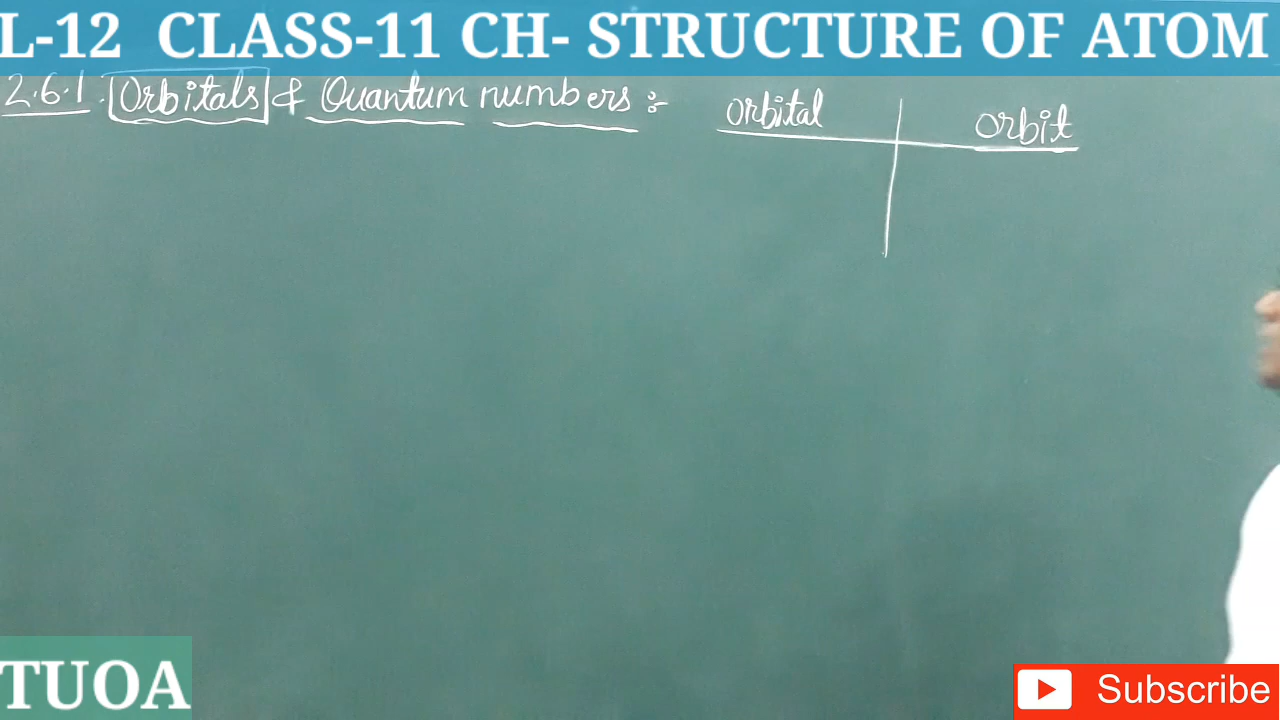 L-12 CLASS-11 CH- STRUCTURE OF ATOM
2.6.1. Orbitals & Quantum numbers :-
Orbital
Orbit
TUOA
Subscribe